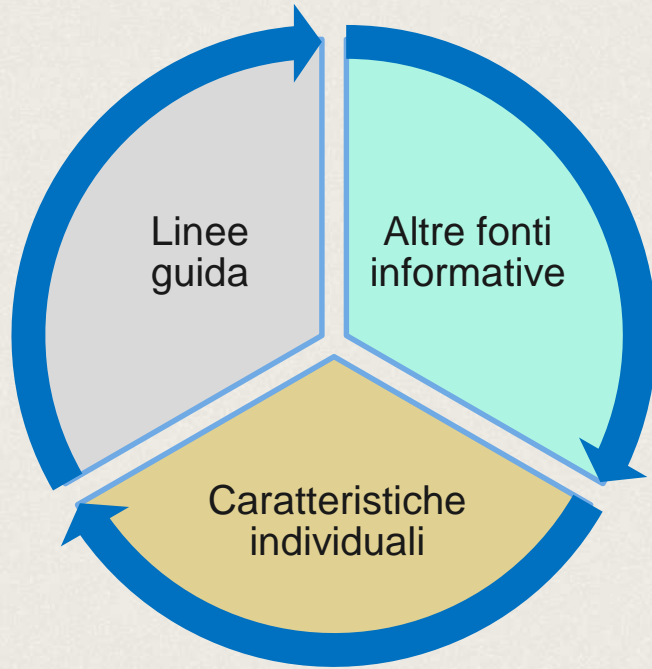 Linee
guida
Altre fonti
informative
Caratteristiche
individuali